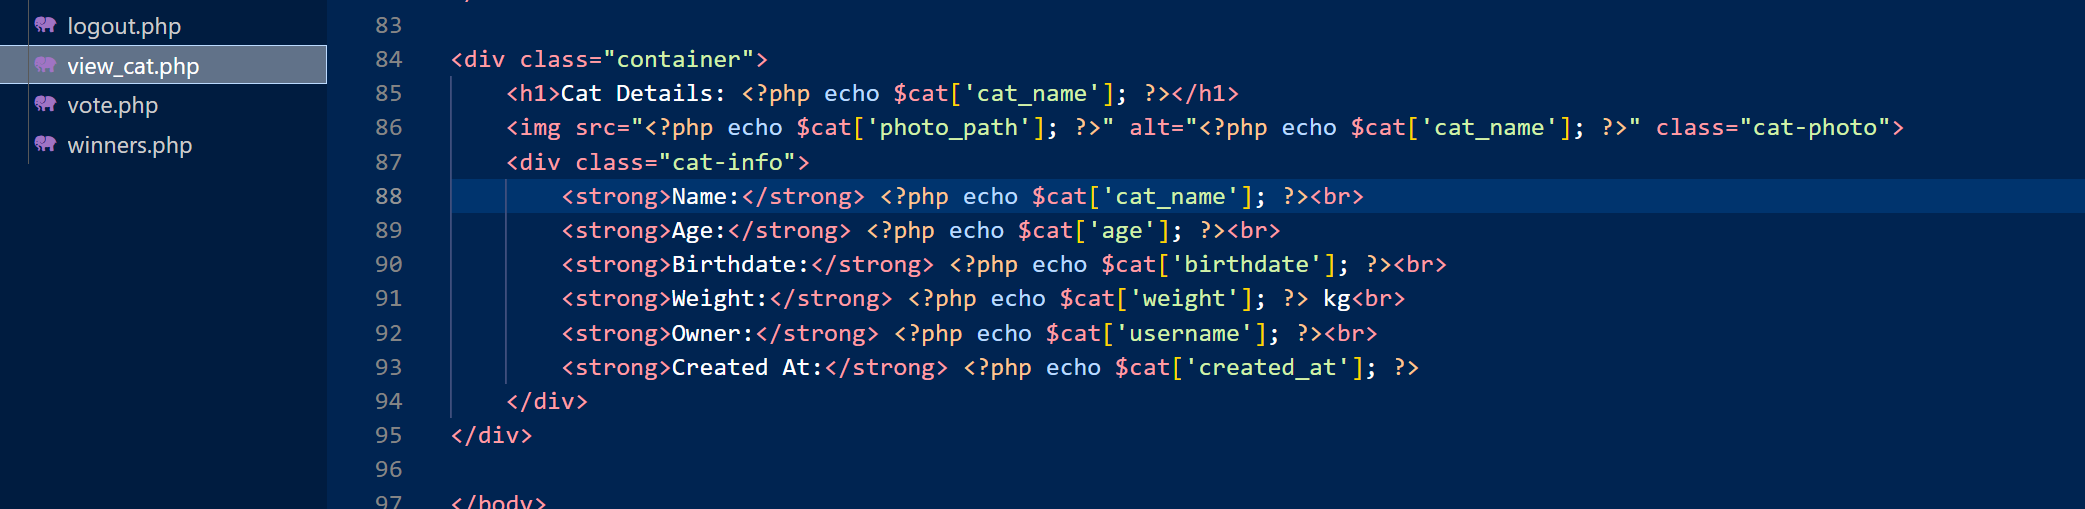 logout.php
view_cat.php
vote.php
winners.php
83
84 <div class="container">
85 <h1>Cat Details: <?php echo $cat['cat_name']; ?></h1>
86 <img src="<?php echo $cat['photo_path']; ?>" alt="<?php echo $cat['cat_name']; ?>" class="cat-photo">
87 <div class="cat-info">
88 <strong>Name:</strong> <?php echo $cat['cat_name']; ?><br>
89 <strong>Age:</strong> <?php echo $cat['age']; ?><br>
90 <strong>Birthdate:</strong> <?php echo $cat['birthdate']; ?><br>
91 <strong>Weight:</strong> <?php echo $cat['weight']; ?> kg<br>
92 <strong>Owner:</strong> <?php echo $cat['username']; ?><br>
93 <strong>Created At:</strong> <?php echo $cat['created_at']; ?>
94 </div>
95 </div>
96
97 </body>